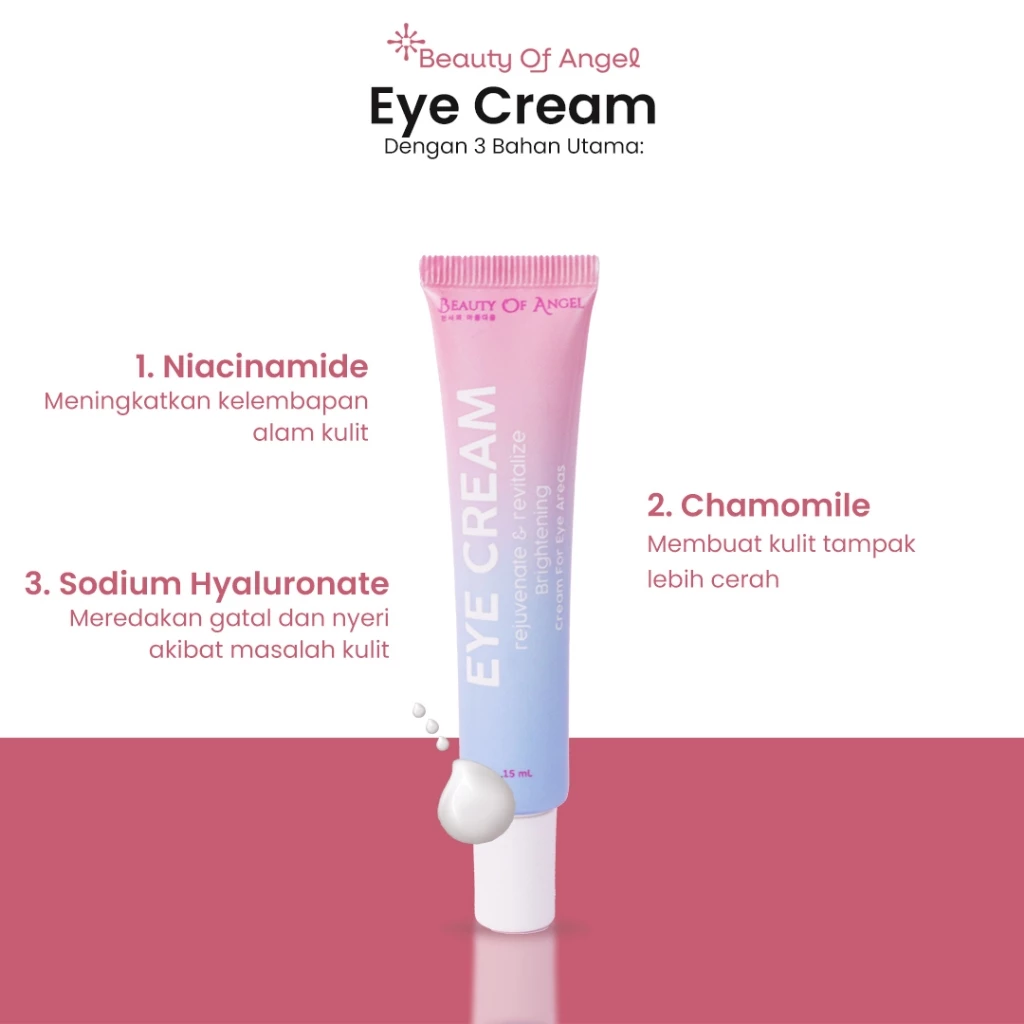 Beauty Of Angel
Eye Cream
Dengan 3 Bahan Utama:
BEAUTY OF ANGEL
1. Niacinamide
Meningkatkan kelembapan
alam kulit
2. Chamomile
Membuat kulit tampak
lebih cerah
3. Sodium Hyaluronate
Meredakan gatal dan nyeri
akibat masalah kulit
EYE CREAM
rejuvenate & revitalize
Brightening
Cream For Eye Areas
15 mL